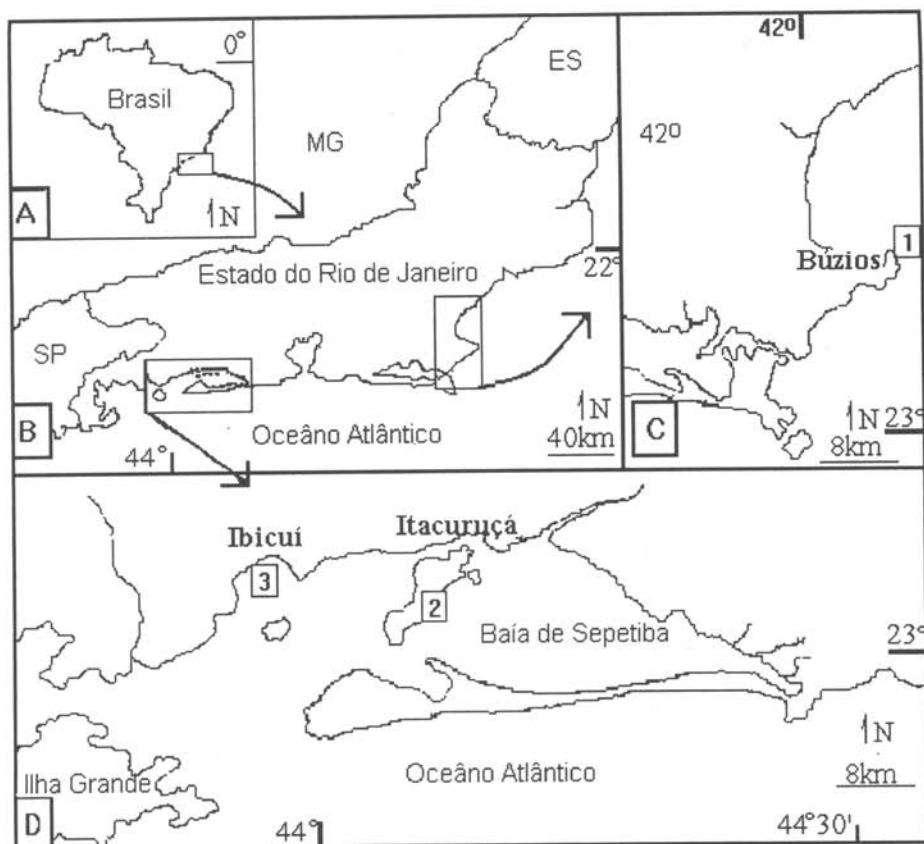 0°
Brasil
N
A
ES
MG
Estado do Rio de Janeiro
22°
SP
B
44°
Oceâno Atlântico
N
40km
42º
42º
1
Búzios
C
N
8km
23°
Ibicuí
Itacuruçá
3
2
Baía de Sepetiba
23°
Ilha Grande
Oceâno Atlântico
N
8km
D
44°
44°30'